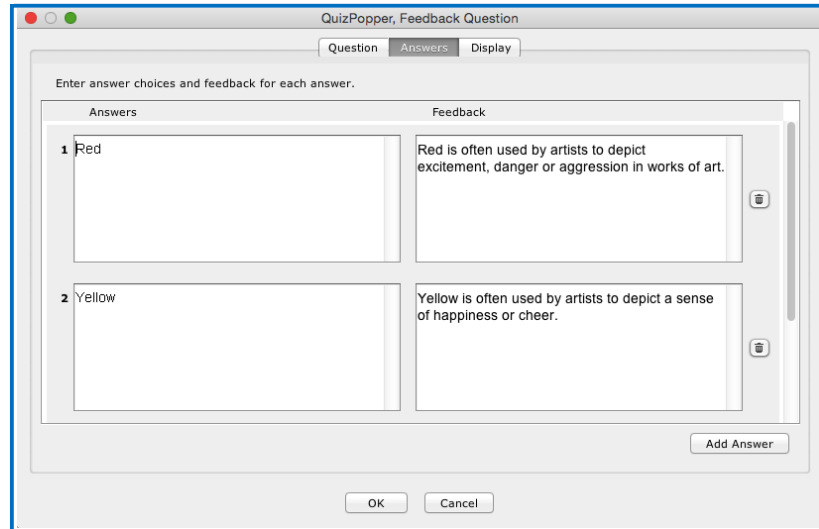 QuizPopper, Feedback Question
Question Answers Display
Enter answer choices and feedback for each answer.
Answers Feedback
1 Red
Red is often used by artists to depict
excitement, danger or aggression in works of art.
2 Yellow
Yellow is often used by artists to depict a sense
of happiness or cheer.
Add Answer
OK Cancel